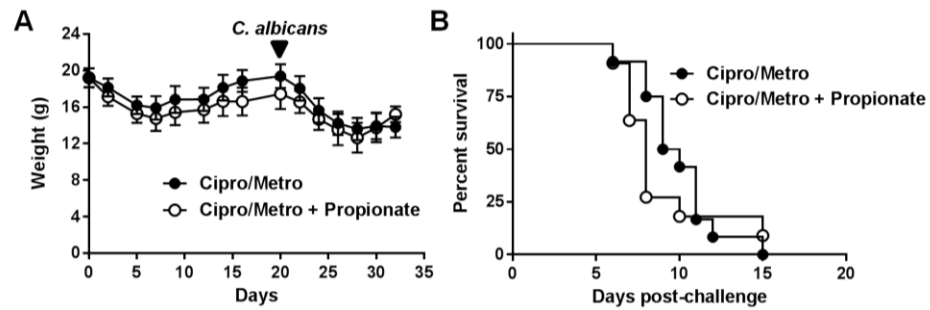 A
C. albicans
Weight (g)
24
20
16
12
8
4
0
Cipro/Metro
Cipro/Metro + Propionate
0 5 10 15 20 25 30 35
Days
B
Percent survival
100
75
50
25
0
Cipro/Metro
Cipro/Metro + Propionate
0 5 10 15 20
Days post-challenge